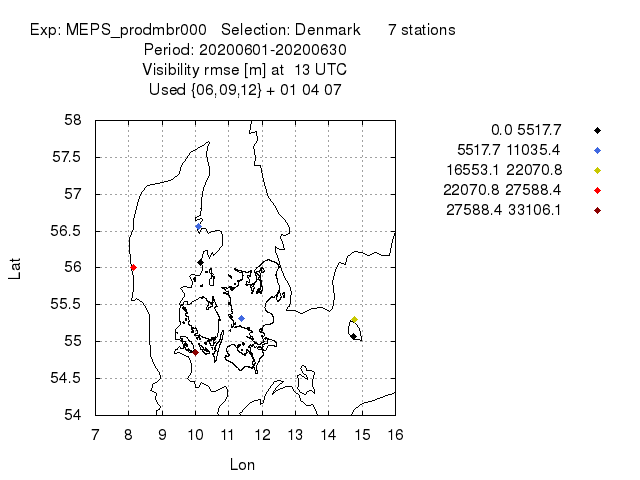 Exp: MEPS_prodmbr000 Selection: Denmark 7 stations
Period: 20200601-20200630
Visibility rmse [m] at 13 UTC
Used {06,09,12} + 01 04 07
0.0 5517.7
5517.7 11035.4
16553.1 22070.8
22070.8 27588.4
27588.4 33106.1
58
57.5
57
56.5
56
55.5
55
54.5
54
Lat
7 8 9 10 11 12 13 14 15 16
Lon